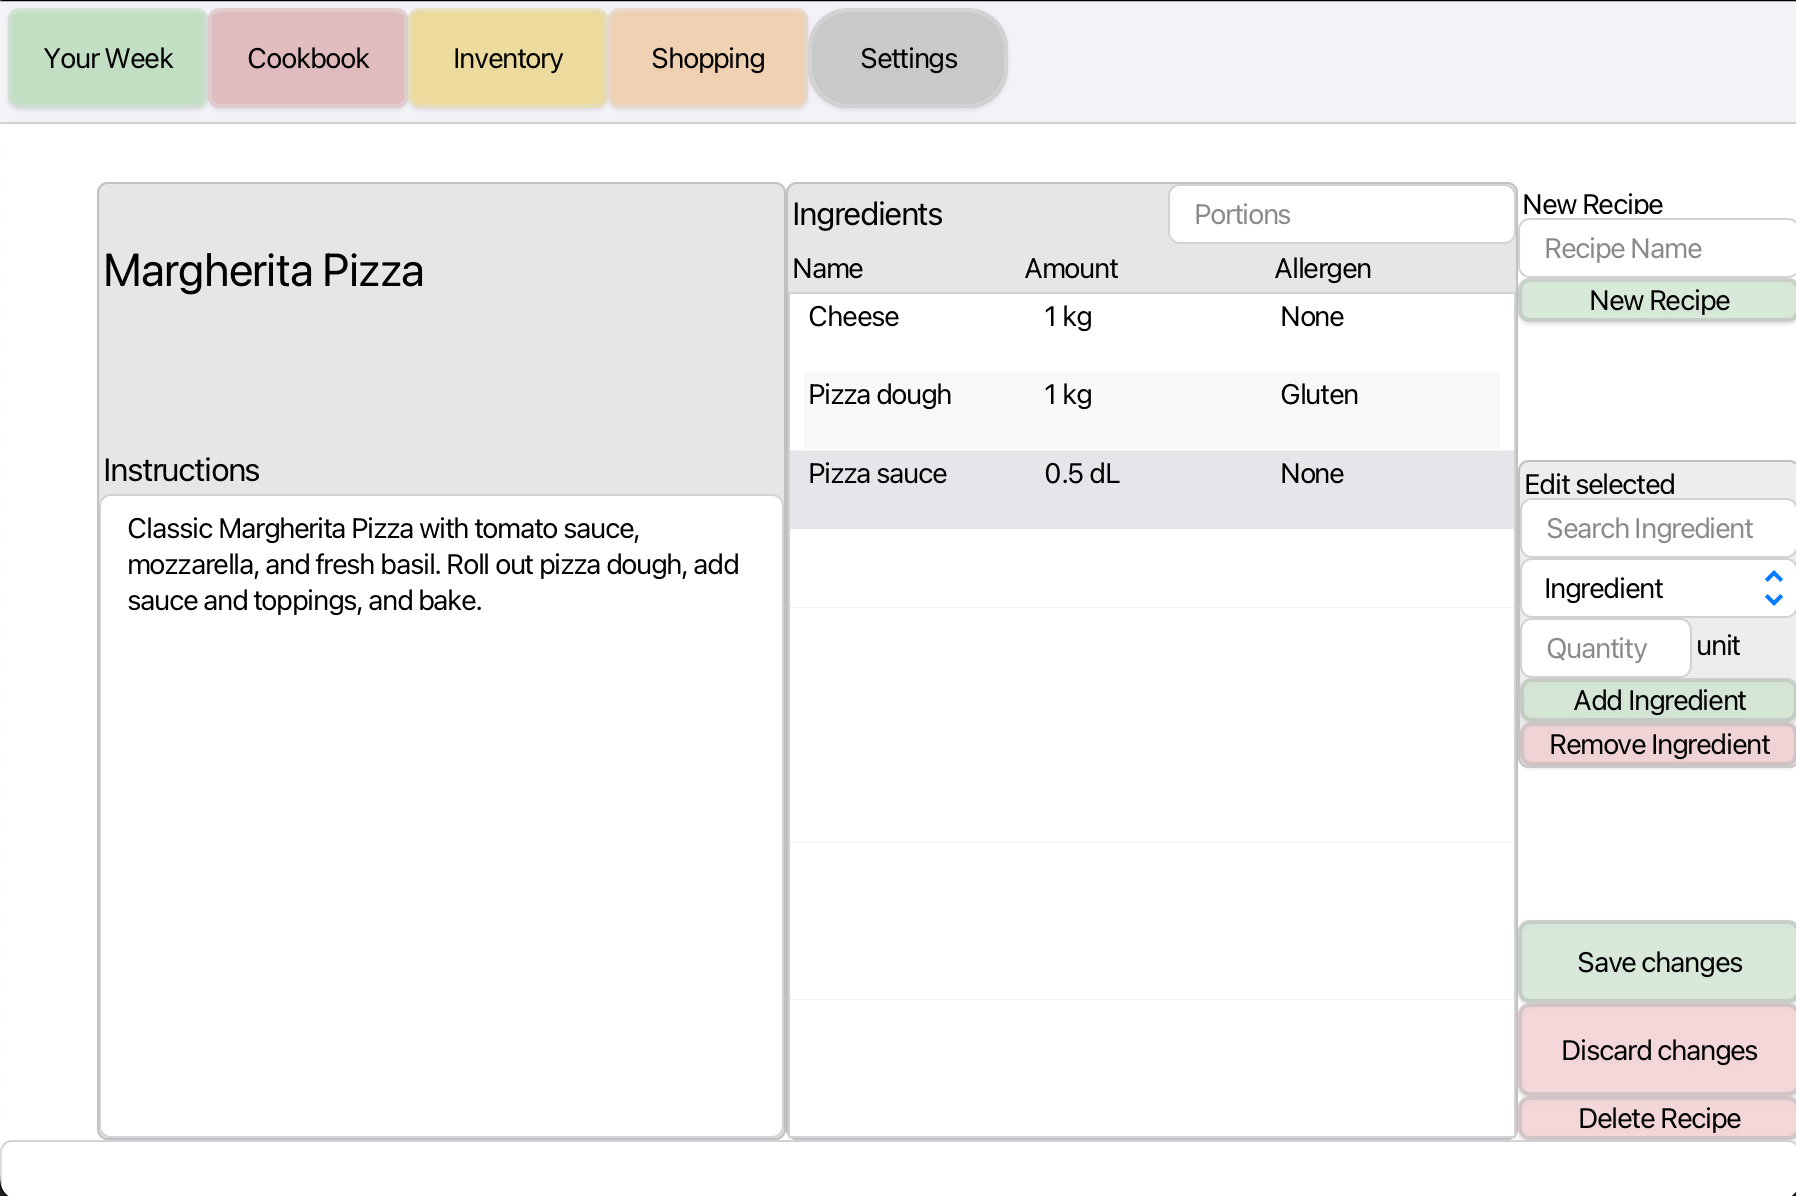 Your Week Cookbook Inventory Shopping Settings
Margherita Pizza
Instructions
Classic Margherita Pizza with tomato sauce,
mozzarella, and fresh basil. Roll out pizza dough, add
sauce and toppings, and bake.
Ingredients Portions
Name Amount Allergen
Cheese 1 kg None
Pizza dough 1 kg Gluten
Pizza sauce 0.5 dL None
New Recipe
Recipe Name
New Recipe
Edit selected
Search Ingredient
Ingredient
Quantity unit
Add Ingredient
Remove Ingredient
Save changes
Discard changes
Delete Recipe